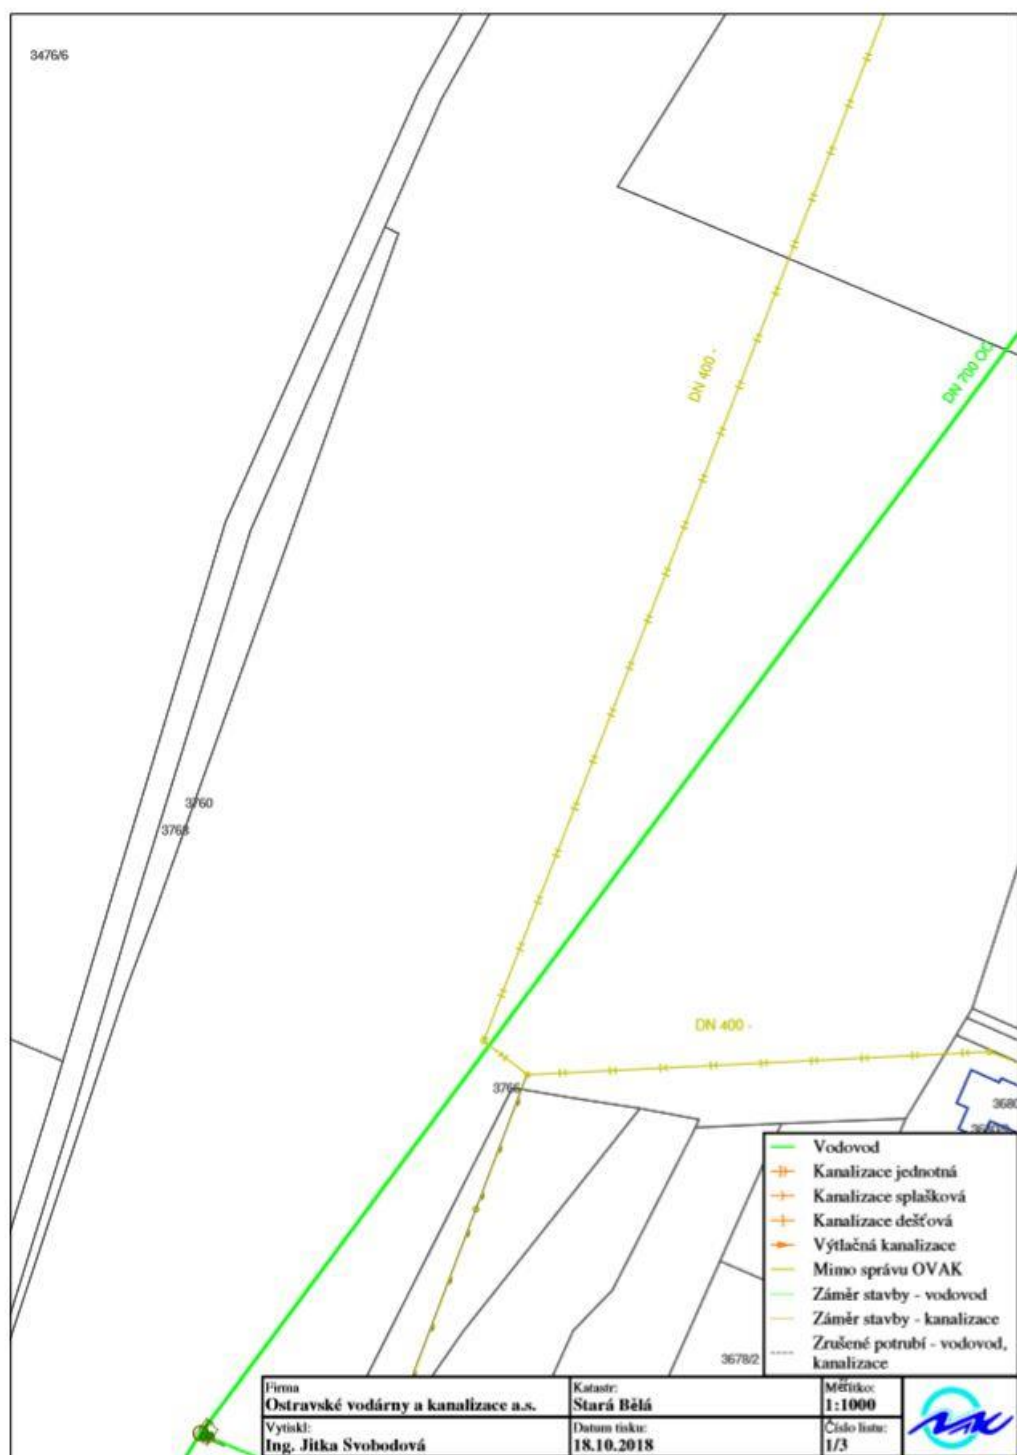 3476/6
DN 400 -
DN 700 OC
3760
3768
DN 400 -
3766
3680
Vodovod
Kanalizace jednotná
Kanalizace splašková
Kanalizace dešťová
Výtlačná kanalizace
Mimo správu OVAK
Záměr stavby - vodovod
Záměr stavby - kanalizace
Zrušené potrubí - vodovod,
kanalizace
3678/2
Firma
Ostravské vodárny a kanalizace a.s.
Katastr:
Stará Bělá
Měřítko:
1:1000
Vytiskl:
Ing. Jitka Svobodová
Datum tisku:
18.10.2018
Číslo listu:
1/3